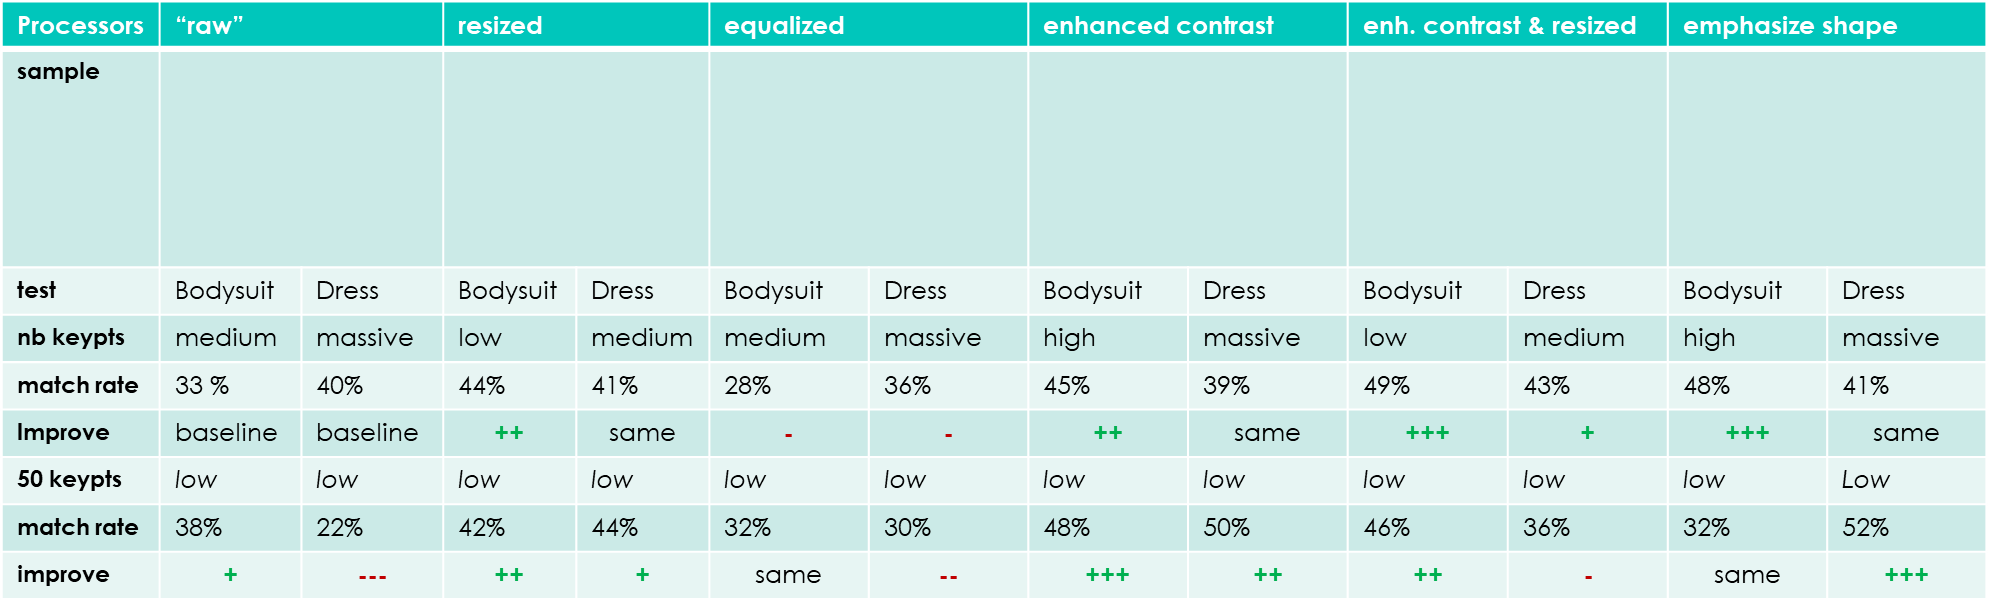 Processors “raw” resized equalized enhanced contrast enh. contrast & resized emphasize shape
sample
test Bodysuit Dress Bodysuit Dress Bodysuit Dress Bodysuit Dress Bodysuit Dress Bodysuit Dress
nb keypts medium massive low medium medium massive high massive low medium high massive
match rate 33 % 40% 44% 41% 28% 36% 45% 39% 49% 43% 48% 41%
Improve baseline baseline ++ same - - ++ same +++ + +++ same
50 keypts low low low low low low low low low low low Low
match rate 38% 22% 42% 44% 32% 30% 48% 50% 46% 36% 32% 52%
improve + --- ++ + same -- +++ ++ ++ - same +++